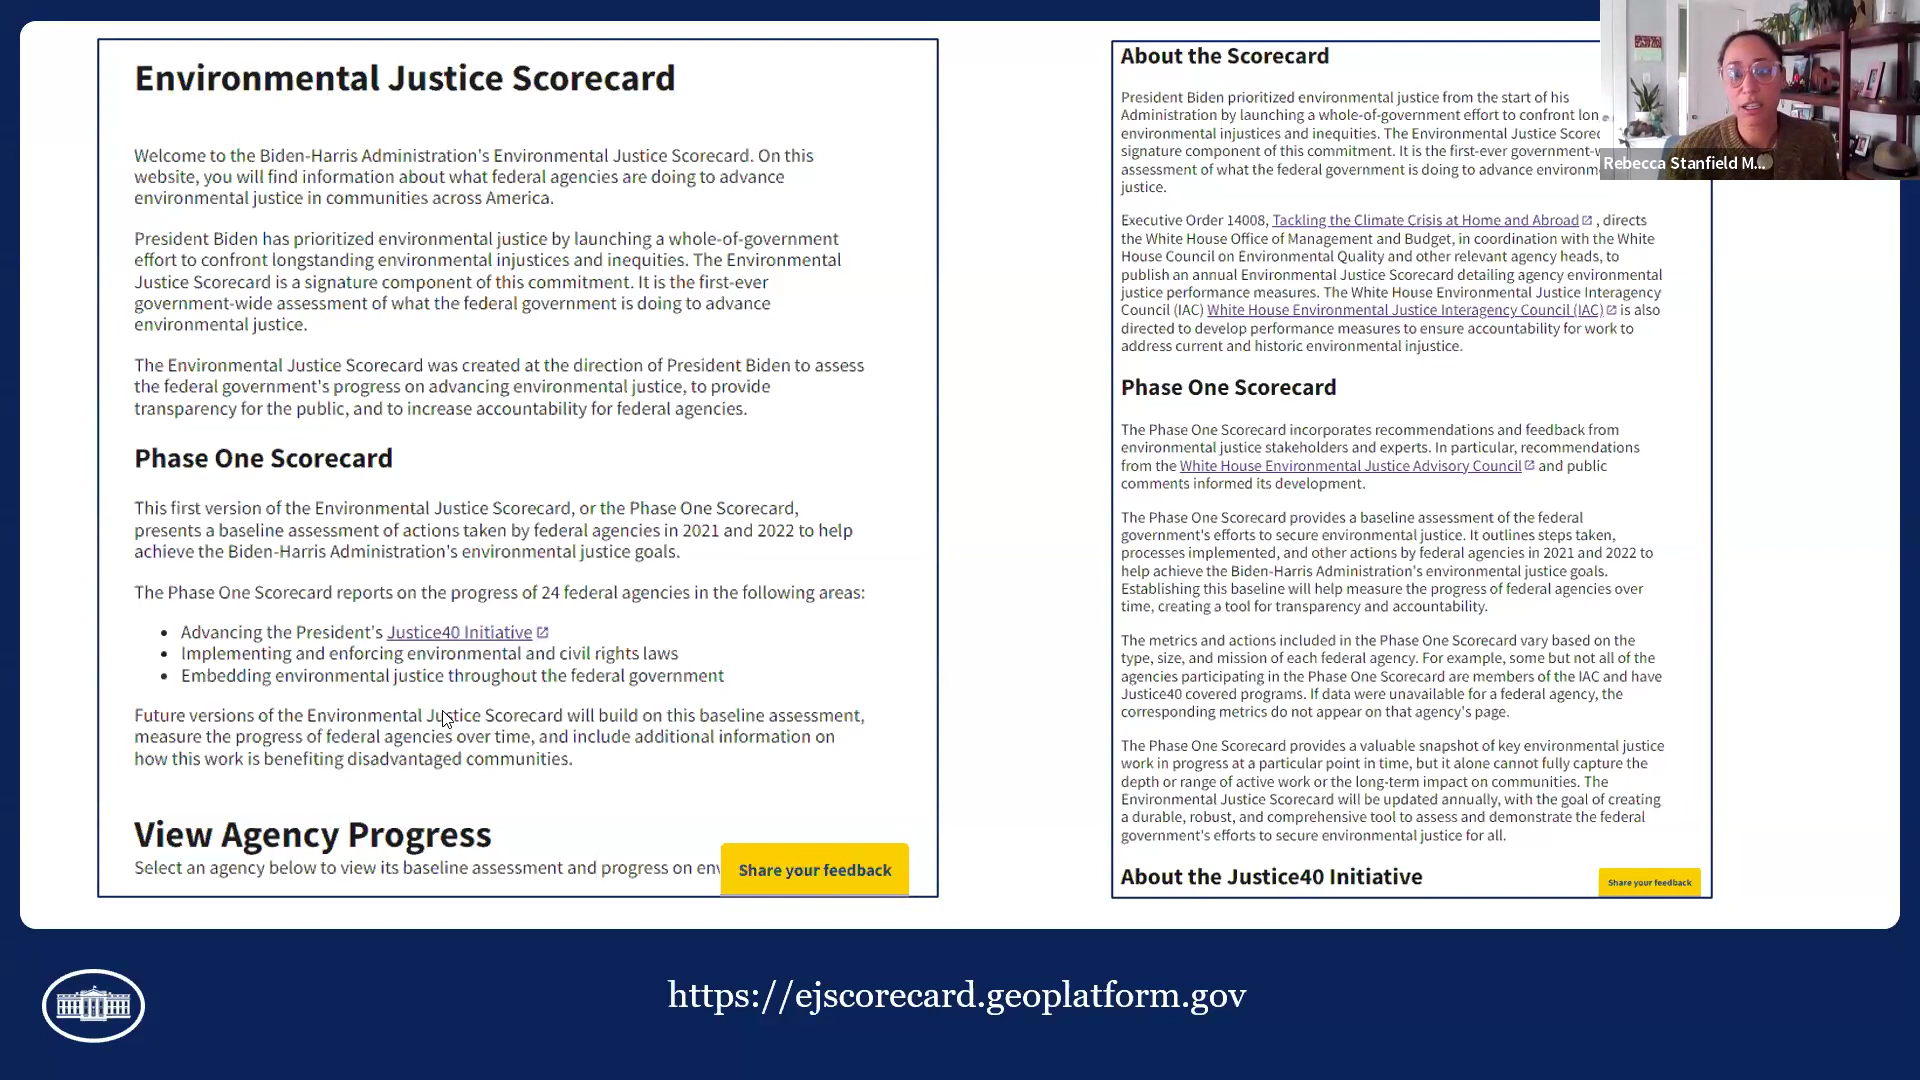 Environmental Justice Scorecard
Welcome to the Biden-Harris Administration's Environmental Justice Scorecard. On this
website, you will find information about what federal agencies are doing to advance
environmental justice in communities across America.
President Biden has prioritized environmental justice by launching a whole-of-government
effort to confront longstanding environmental injustices and inequities. The Environmental
Justice Scorecard is a signature component of this commitment. It is the first-ever
government-wide assessment of what the federal government is doing to advance
environmental justice.
The Environmental Justice Scorecard was created at the direction of President Biden to assess
the federal government's progress on advancing environmental justice, to provide
transparency for the public, and to increase accountability for federal agencies.
Phase One Scorecard
This first version of the Environmental Justice Scorecard, or the Phase One Scorecard,
presents a baseline assessment of actions taken by federal agencies in 2021 and 2022 to help
achieve the Biden-Harris Administration's environmental justice goals.
The Phase One Scorecard reports on the progress of 24 federal agencies in the following areas:
• Advancing the President's Justice40 Initiative
• Implementing and enforcing environmental and civil rights laws
• Embedding environmental justice throughout the federal government
Future versions of the Environmental Justice Scorecard will build on this baseline assessment,
measure the progress of federal agencies over time, and include additional information on
how this work is benefiting disadvantaged communities.
View Agency Progress
Select an agency below to view its baseline assessment and progress on env
Share your feedback
About the Scorecard
President Biden prioritized environmental justice from the start of his
Administration by launching a whole-of-government effort to confront lon
environmental injustices and inequities. The Environmental Justice Scorec
signature component of this commitment. It is the first-ever government-w
assessment of what the federal government is doing to advance environm
justice.
Executive Order 14008, Tackling the Climate Crisis at Home and Abroad , directs
the White House Office of Management and Budget, in coordination with the White
House Council on Environmental Quality and other relevant agency heads, to
publish an annual Environmental Justice Scorecard detailing agency environmental
justice performance measures. The White House Environmental Justice Interagency
Council (IAC) White House Environmental Justice Interagency Council (IAC) is also
directed to develop performance measures to ensure accountability for work to
address current and historic environmental injustice.
Phase One Scorecard
The Phase One Scorecard incorporates recommendations and feedback from
environmental justice stakeholders and experts. In particular, recommendations
from the White House Environmental Justice Advisory Council and public
comments informed its development.
The Phase One Scorecard provides a baseline assessment of the federal
government's efforts to secure environmental justice. It outlines steps taken,
processes implemented, and other actions by federal agencies in 2021 and 2022 to
help achieve the Biden-Harris Administration's environmental justice goals.
Establishing this baseline will help measure the progress of federal agencies over
time, creating a tool for transparency and accountability.
The metrics and actions included in the Phase One Scorecard vary based on the
type, size, and mission of each federal agency. For example, some but not all of the
agencies participating in the Phase One Scorecard are members of the IAC and have
Justice40 covered programs. If data were unavailable for a federal agency, the
corresponding metrics do not appear on that agency's page.
The Phase One Scorecard provides a valuable snapshot of key environmental justice
work in progress at a particular point in time, but it alone cannot fully capture the
depth or range of active work or the long-term impact on communities. The
Environmental Justice Scorecard will be updated annually, with the goal of creating
a durable, robust, and comprehensive tool to assess and demonstrate the federal
government's efforts to secure environmental justice for all.
About the Justice40 Initiative
Share your feedback
Rebecca Stanfield M...
https://ejscorecard.geoplatform.gov